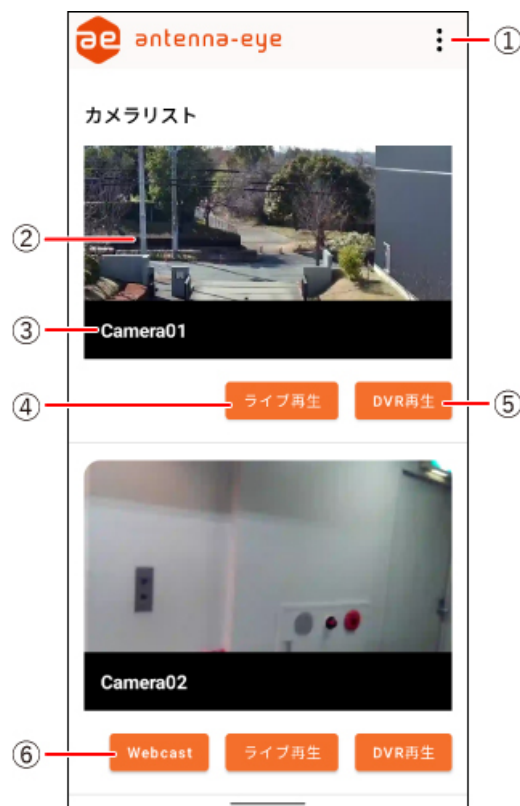 ae antenna-eye ①
カメラリスト
②
③ Camera01
④ ライブ再生 DVR再生 ⑤
Camera02
⑥ Webcast ライブ再生 DVR再生